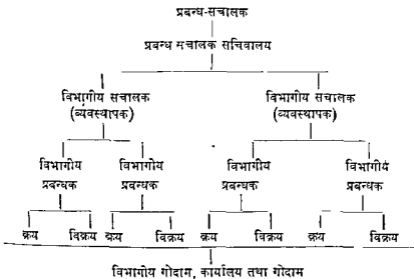 प्रबन्ध-सचालक
प्रबन्ध मचालक सचिवालय
विभागीय सचालक विभागीय सचालक
(व्यवस्थापक) (व्यवस्थापक)
विभागीय विभागीय विभागीय विभागीय
प्रबन्धक प्रबन्धक प्रबन्धक प्रबन्धक
क्रय विक्रय क्रय विक्रय क्रय विक्रय क्रय विक्रय
विभागीय गोदाम, कार्यालय तथा गोदाम